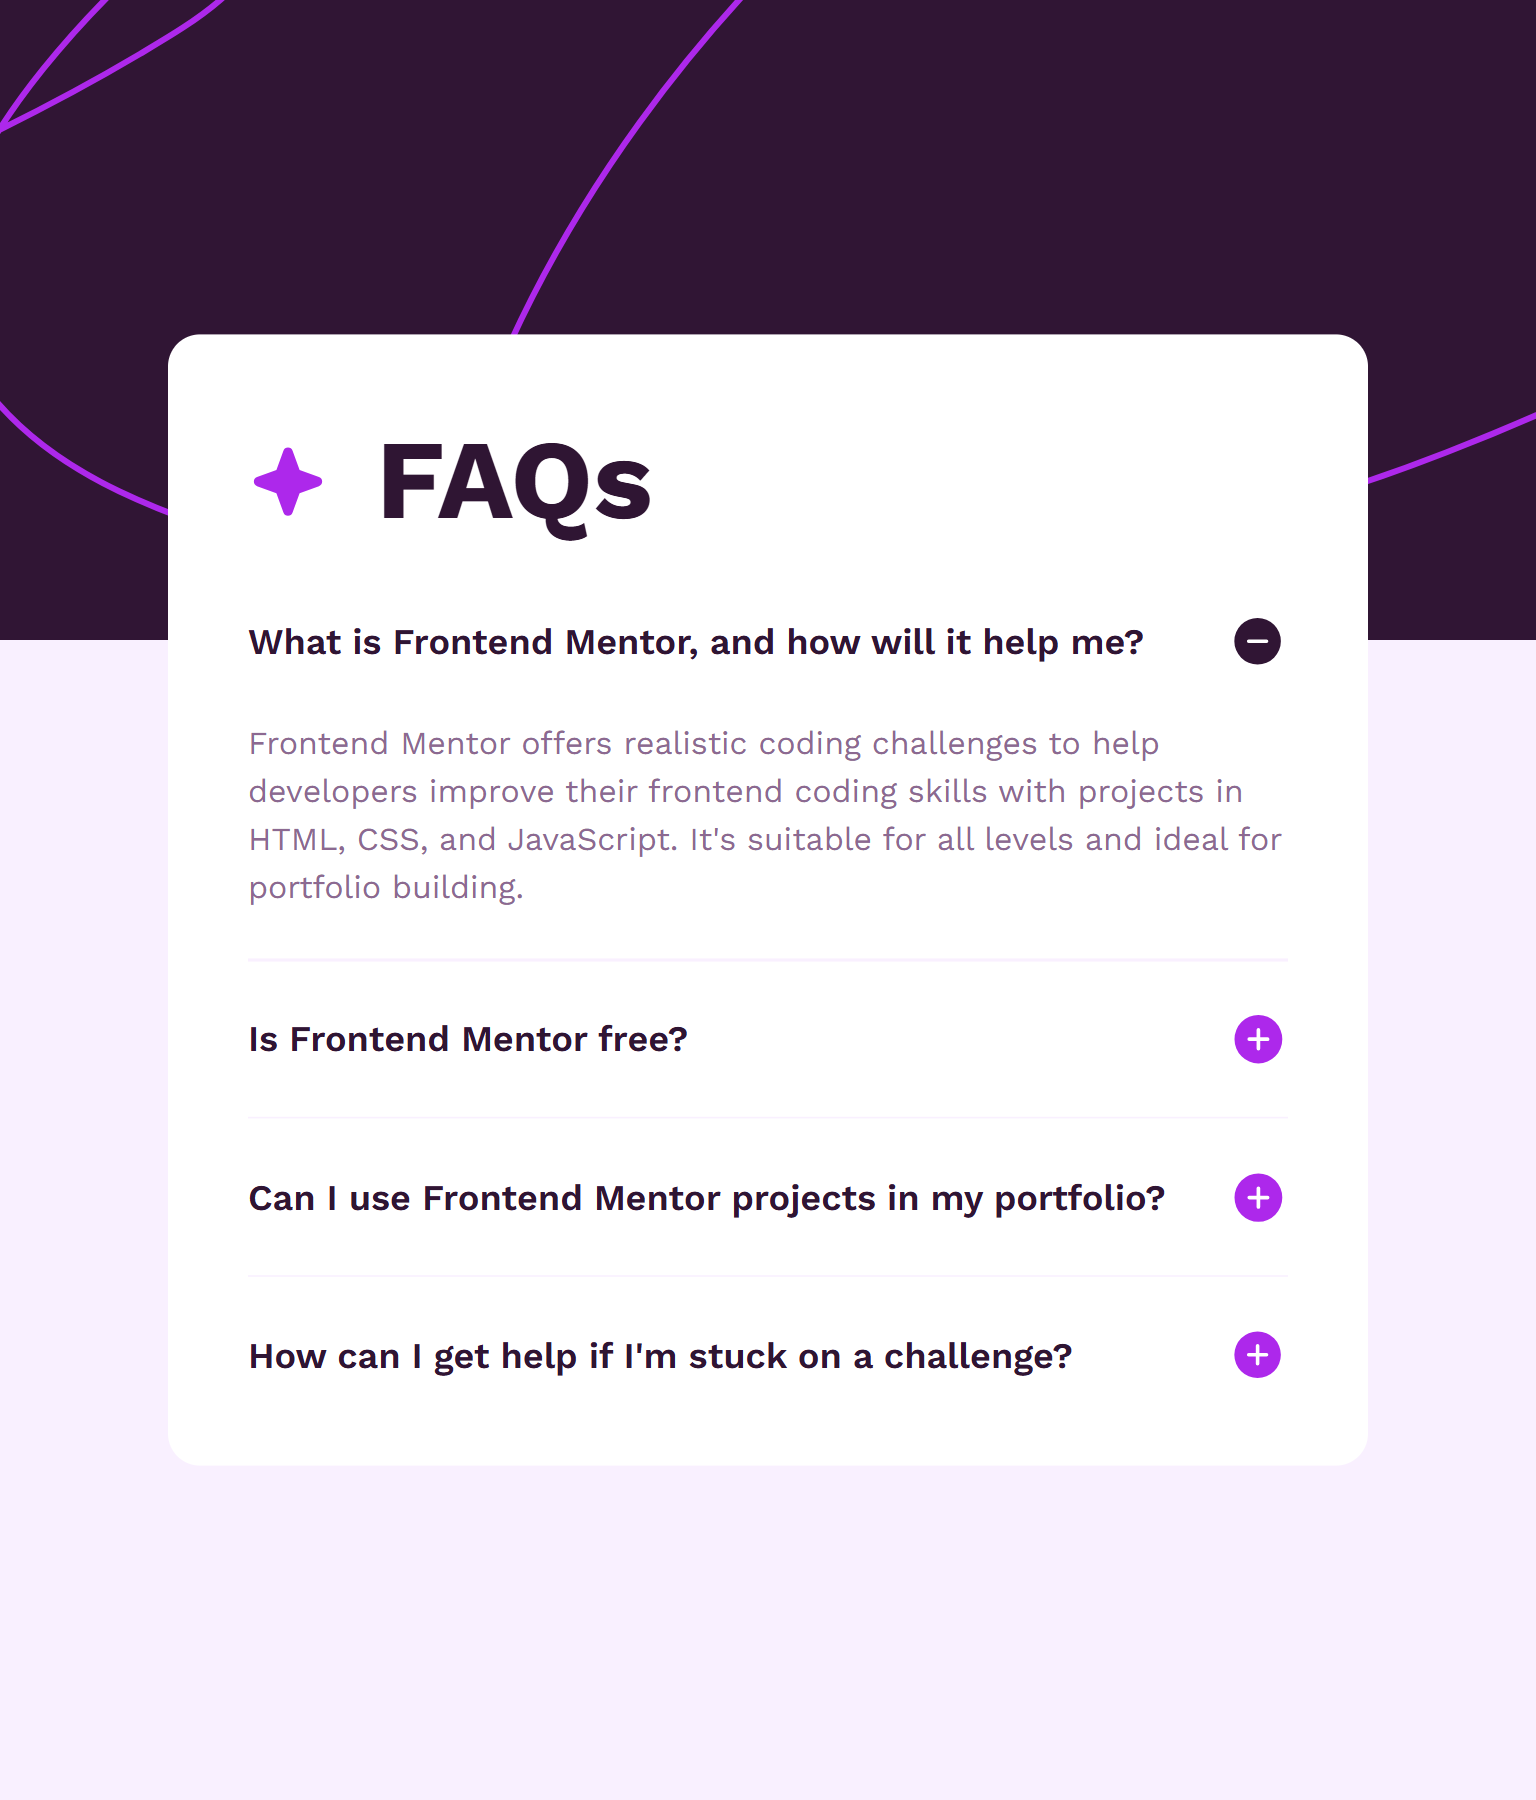 FAQs
What is Frontend Mentor, and how will it help me?
Frontend Mentor offers realistic coding challenges to help
developers improve their frontend coding skills with projects in
HTML, CSS, and JavaScript. It's suitable for all levels and ideal for
portfolio building.
Is Frontend Mentor free?
Can I use Frontend Mentor projects in my portfolio?
How can I get help if I'm stuck on a challenge?